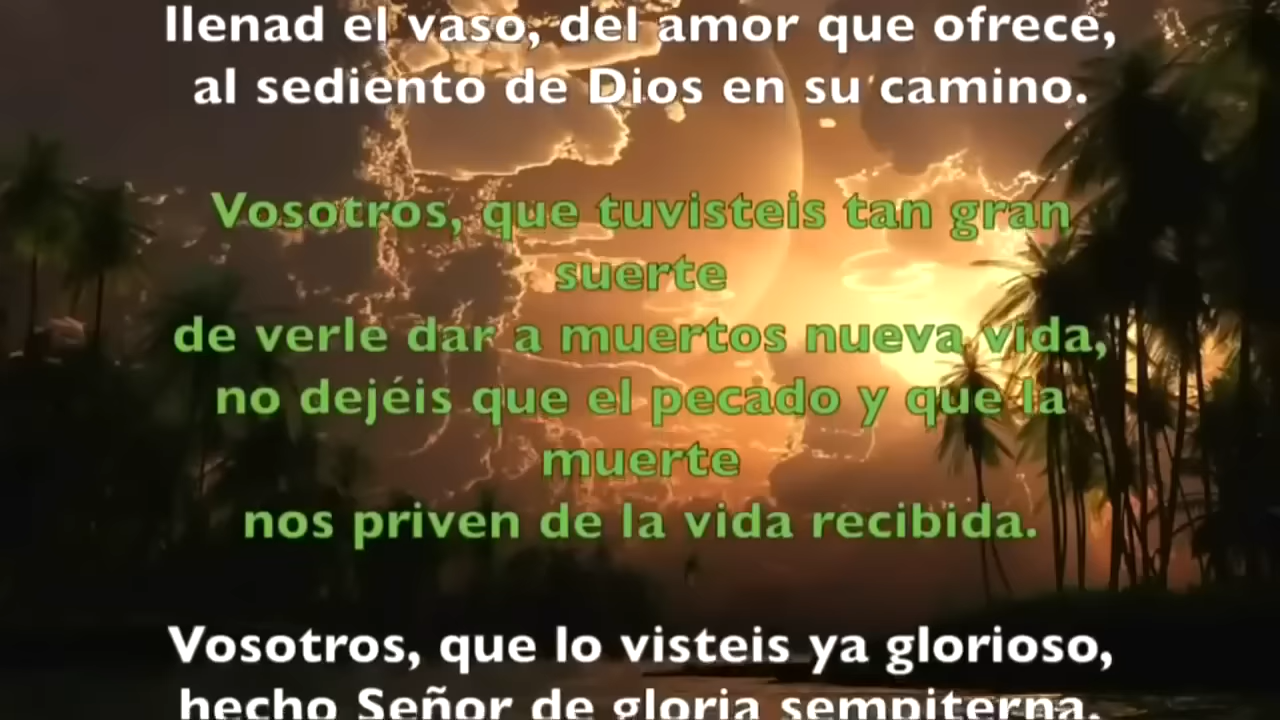 llenad el vaso, del amor que ofrece,
al sediento de Dios en su camino.
Vosotros, que tuvisteis tan gran
suerte
de verle dar a muertos nueva vida,
no dejéis que el pecado y que la
muerte
nos priven de la vida recibida.
Vosotros, que lo visteis ya glorioso,
hecho Señor de gloria sempiterna,